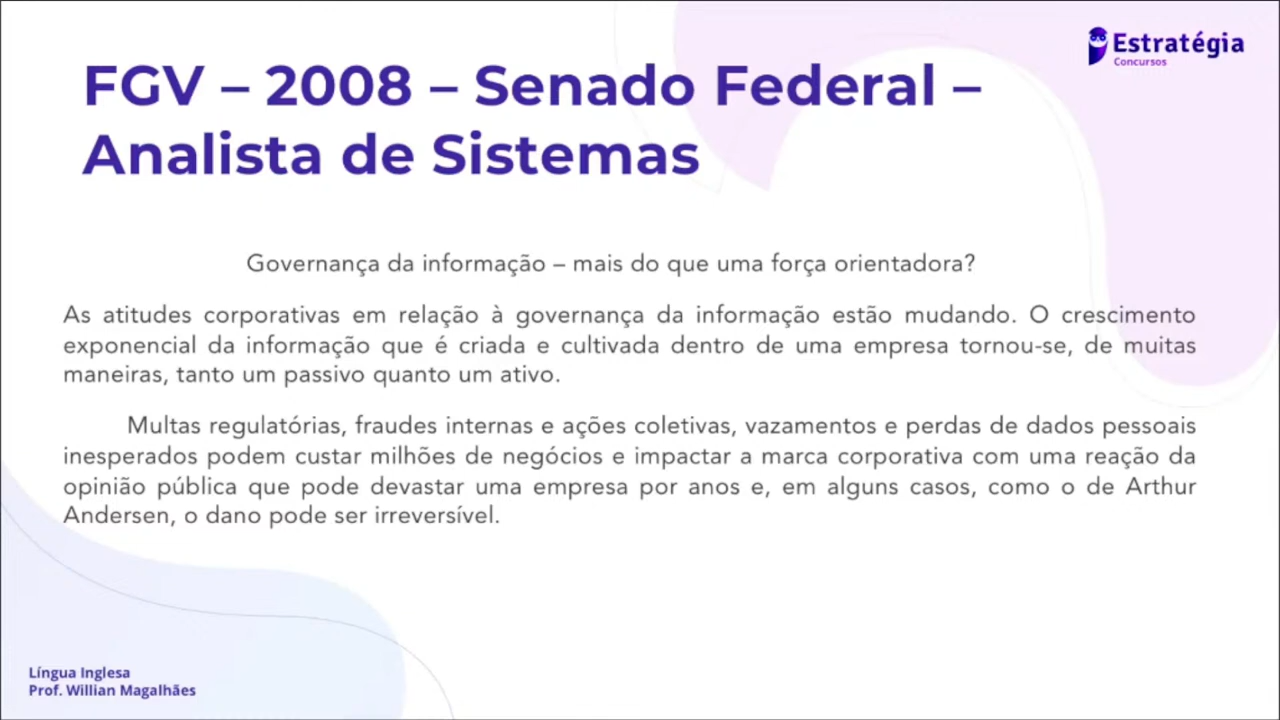 Estratégia
Concursos
FGV – 2008 – Senado Federal –
Analista de Sistemas
Governança da informação – mais do que uma força orientadora?
As atitudes corporativas em relação à governança da informação estão mudando. O crescimento
exponencial da informação que é criada e cultivada dentro de uma empresa tornou-se, de muitas
maneiras, tanto um passivo quanto um ativo.
Multas regulatórias, fraudes internas e ações coletivas, vazamentos e perdas de dados pessoais
inesperados podem custar milhões de negócios e impactar a marca corporativa com uma reação da
opinião pública que pode devastar uma empresa por anos e, em alguns casos, como o de Arthur
Andersen, o dano pode ser irreversível.
Língua Inglesa
Prof. Willian Magalhães